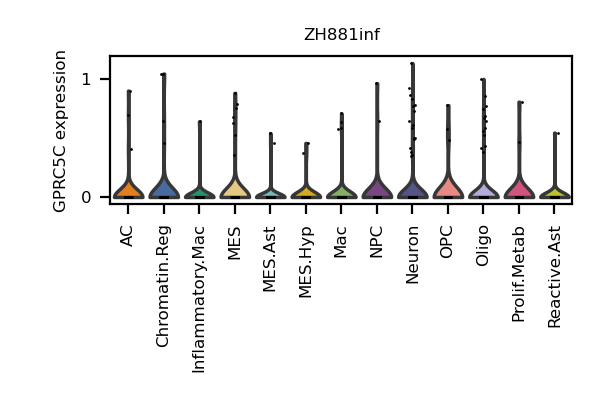 ZH881inf
GPRC5C expression
1
0
AC
Chromatin.Reg
Inflammatory.Mac
MES
MES.Ast
MES.Hyp
Mac
NPC
Neuron
OPC
Oligo
Prolif.Metab
Reactive.Ast